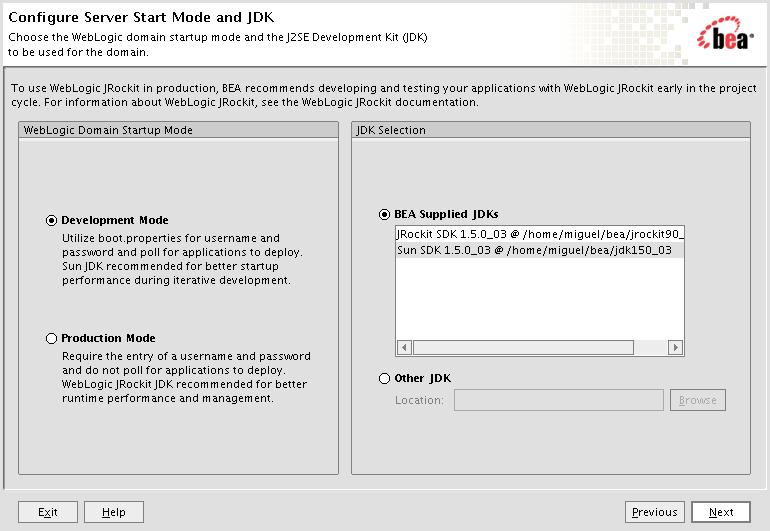 Configure Server Start Mode and JDK
Choose the WebLogic domain startup mode and the J2SE Development Kit (JDK)
to be used for the domain.
bea
To use WebLogic JRockit in production, BEA recommends developing and testing your applications with WebLogic JRockit early in the project
cycle. For information about WebLogic JRockit, see the WebLogic JRockit documentation.
WebLogic Domain Startup Mode
Development Mode
Utilize boot.properties for username and
password and poll for applications to deploy.
Sun JDK recommended for better startup
performance during iterative development.
Production Mode
Require the entry of a username and password
and do not poll for applications to deploy.
WebLogic JRockit JDK recommended for better
runtime performance and management.
JDK Selection
BEA Supplied JDKs
JRockit SDK 1.5.0_03 @ /home/miguel/bea/jrockit90_
Sun SDK 1.5.0_03 @ /home/miguel/bea/jdk150_03
Other JDK
Location:
Browse
Exit
Help
Previous
Next